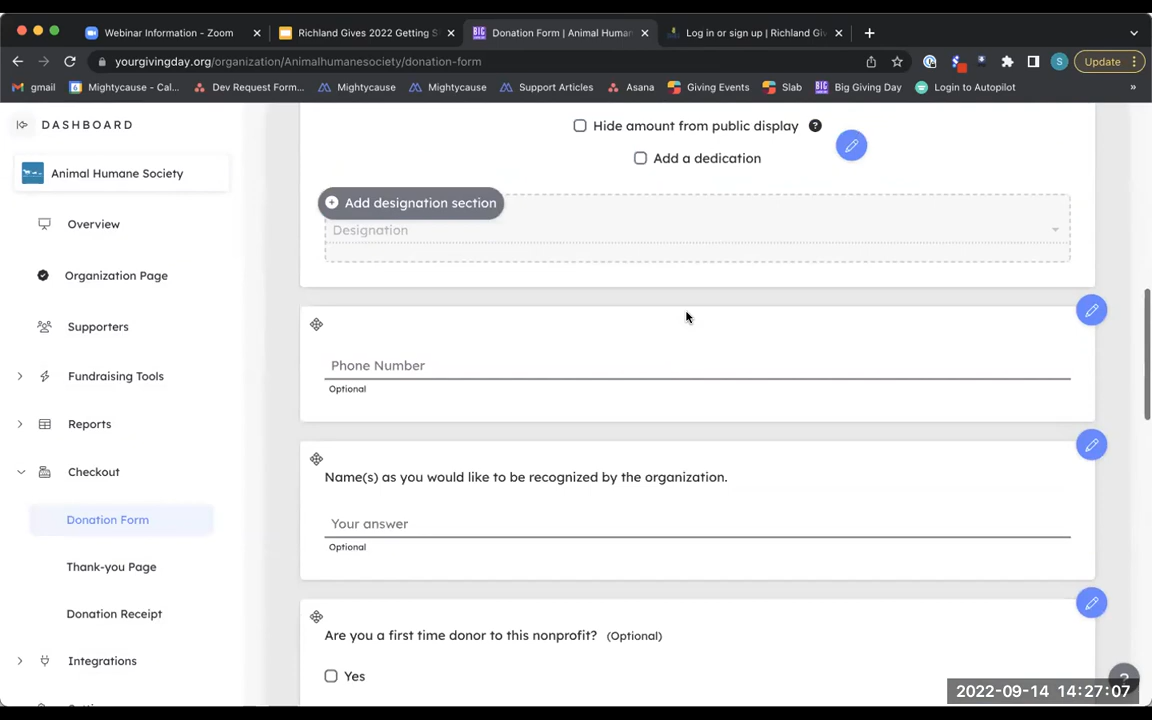 Webinar Information - Zoom
Richland Gives 2022 Getting S
Donation Form | Animal Human
Log in or sign up | Richland Giv
yourgivingday.org/organization/Animalhumanesociety/donation-form
S
Update
gmail
Mightycause - Cal...
Dev Request Form...
Mightycause
Mightycause
Support Articles
Asana
Giving Events
Slab
BIG Big Giving Day
Login to Autopilot
»
DASHBOARD
Hide amount from public display ?
Animal Humane Society
Add a dedication
Add designation section
Overview
Designation
Organization Page
Supporters
Phone Number
Fundraising Tools
Optional
Reports
Checkout
Name(s) as you would like to be recognized by the organization.
Donation Form
Your answer
Optional
Thank-you Page
Donation Receipt
Are you a first time donor to this nonprofit? (Optional)
Integrations
Yes
?
2022-09-14 14:27:07